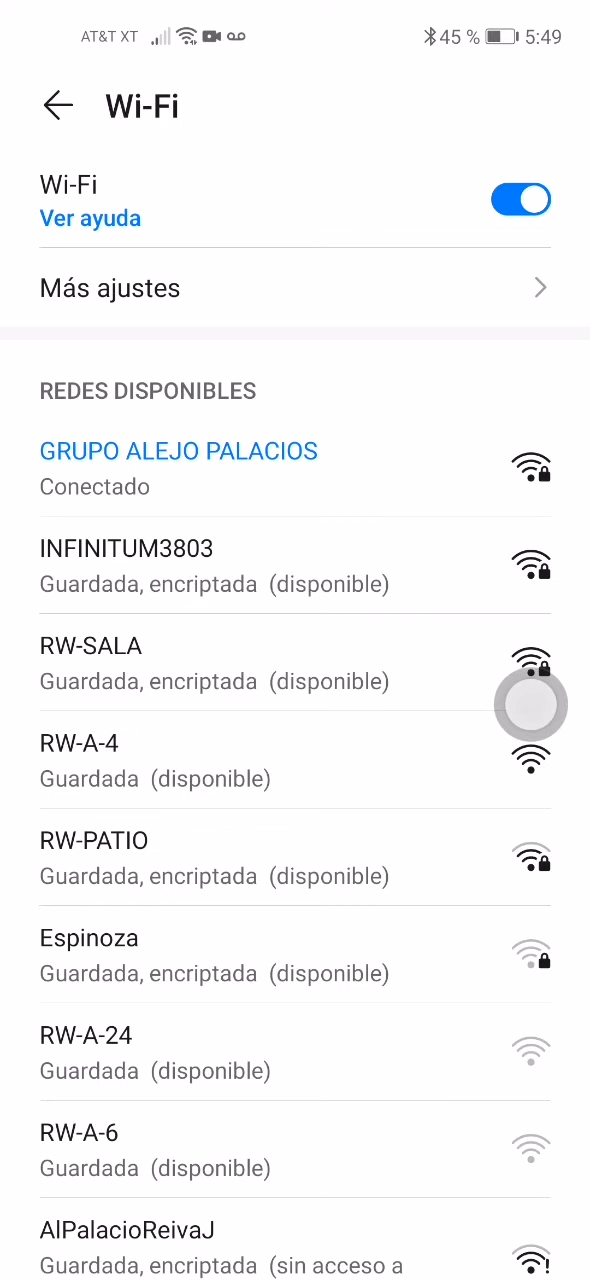 AT&T XT 45 % 5:49
Wi-Fi
Wi-Fi
Ver ayuda
Más ajustes
REDES DISPONIBLES
GRUPO ALEJO PALACIOS
Conectado
INFINITUM3803
Guardada, encriptada (disponible)
RW-SALA
Guardada, encriptada (disponible)
RW-A-4
Guardada (disponible)
RW-PATIO
Guardada, encriptada (disponible)
Espinoza
Guardada, encriptada (disponible)
RW-A-24
Guardada (disponible)
RW-A-6
Guardada (disponible)
AlPalacioReivaJ
Guardada, encriptada (sin acceso a